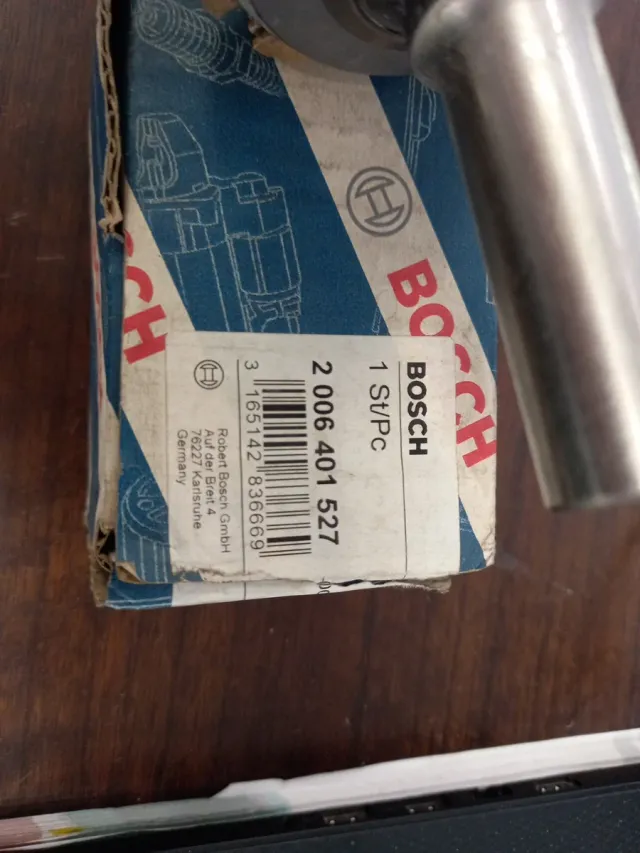 BOSCH
SCH
BOSCH
1 St/Pc
2 006 401 527
3 165142 836669
Robert Bosch GmbH
Auf der Breit 4
76227 Karlsruhe
Germany